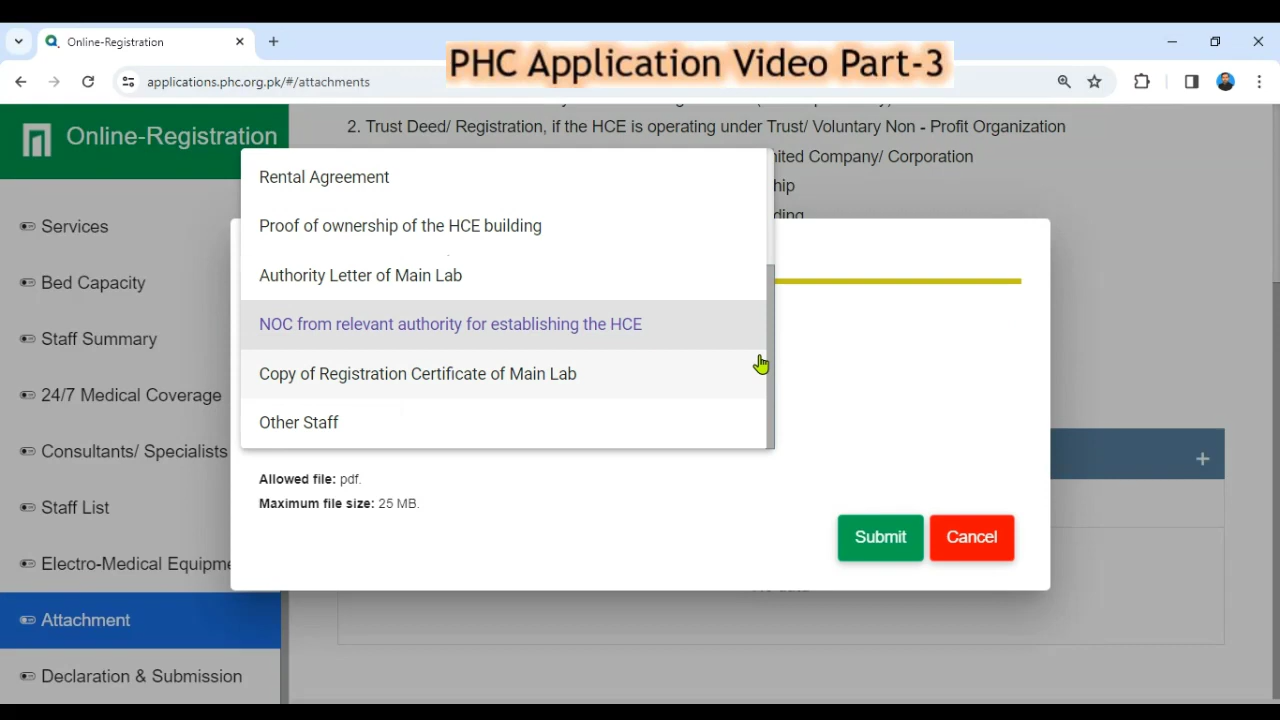 Online-Registration
PHC Application Video Part-3
applications.phc.org.pk/#/attachments
Online-Registration
2. Trust Deed/ Registration, if the HCE is operating under Trust/ Voluntary Non - Profit Organization
Company/ Corporation
Rental Agreement
Services
Proof of ownership of the HCE building
Authority Letter of Main Lab
Bed Capacity
NOC from relevant authority for establishing the HCE
Staff Summary
Copy of Registration Certificate of Main Lab
24/7 Medical Coverage
Other Staff
Consultants/ Specialists
+
Allowed file: pdf.
Maximum file size: 25 MB.
Staff List
Submit
Cancel
Electro-Medical Equipme
Attachment
Declaration & Submission